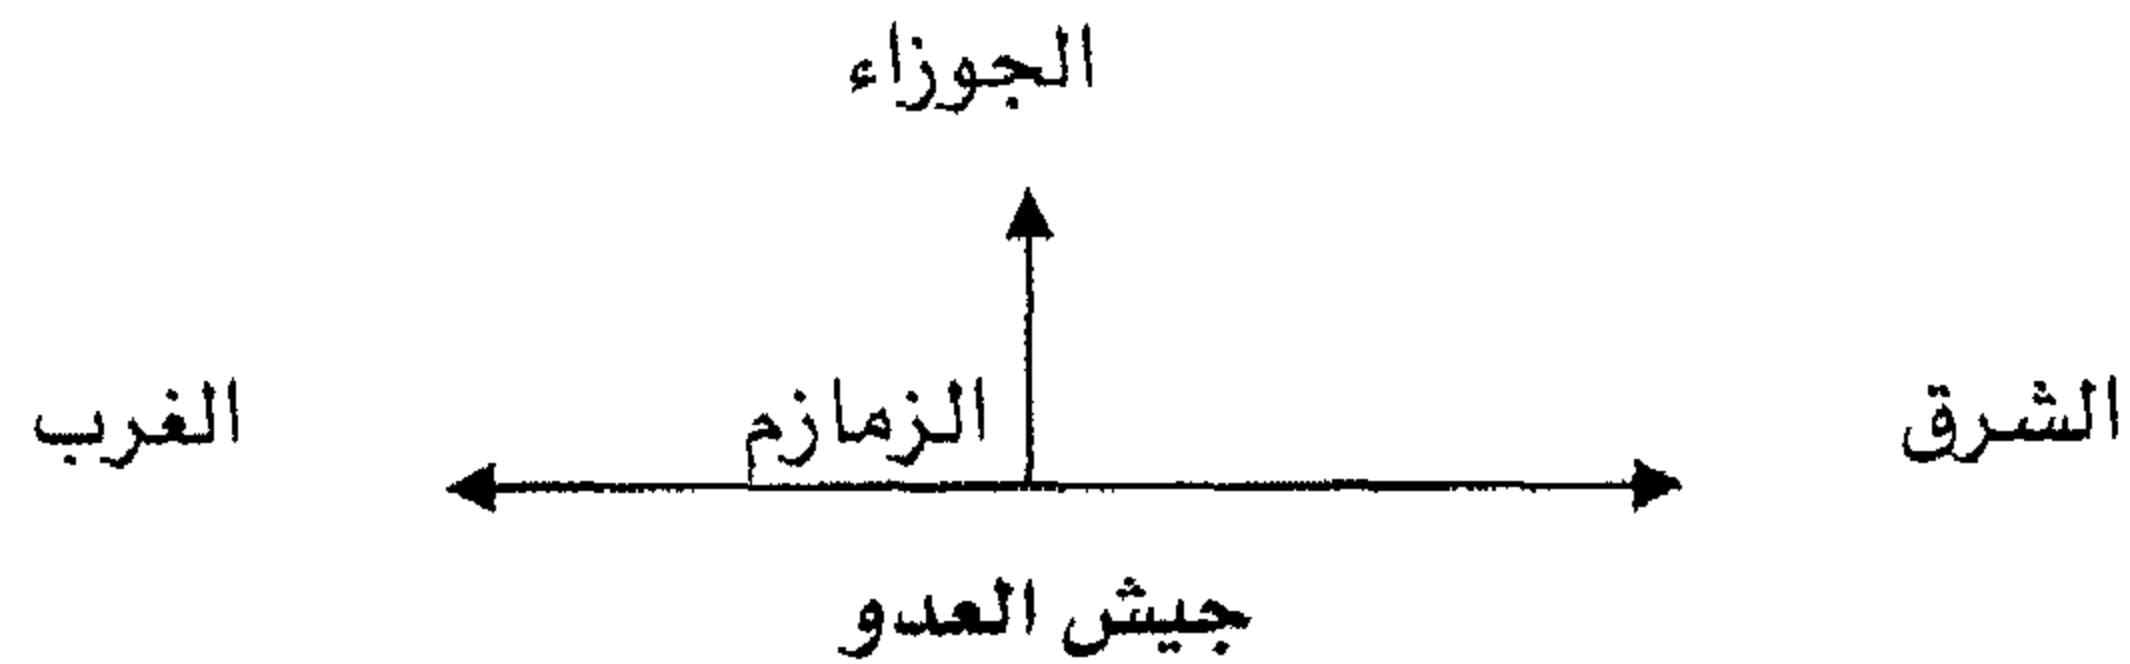 الجوزاء
الشرق
الزمازم
الغرب
جيش العدو